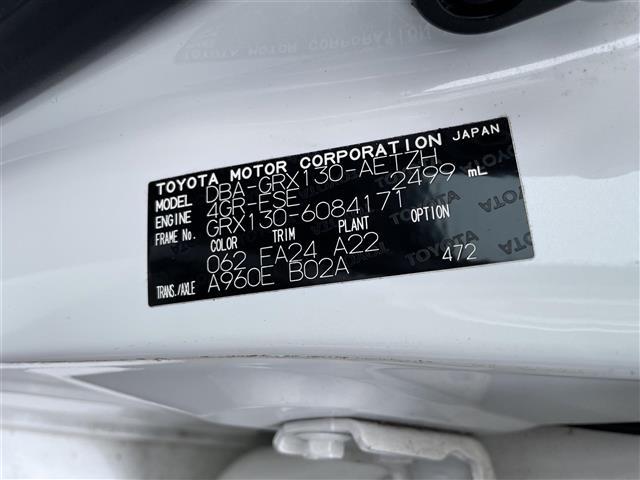 TOYOTA MOTOR CORPORATION JAPAN
MODEL DBA-GRX130-AETZH
ENGINE 4GR-FSE 2499 mL
FRAME No. GRX130-6084171
COLOR TRIM PLANT OPTION
062 FA24 A22
TRANS./AXLE A960E B02A 472